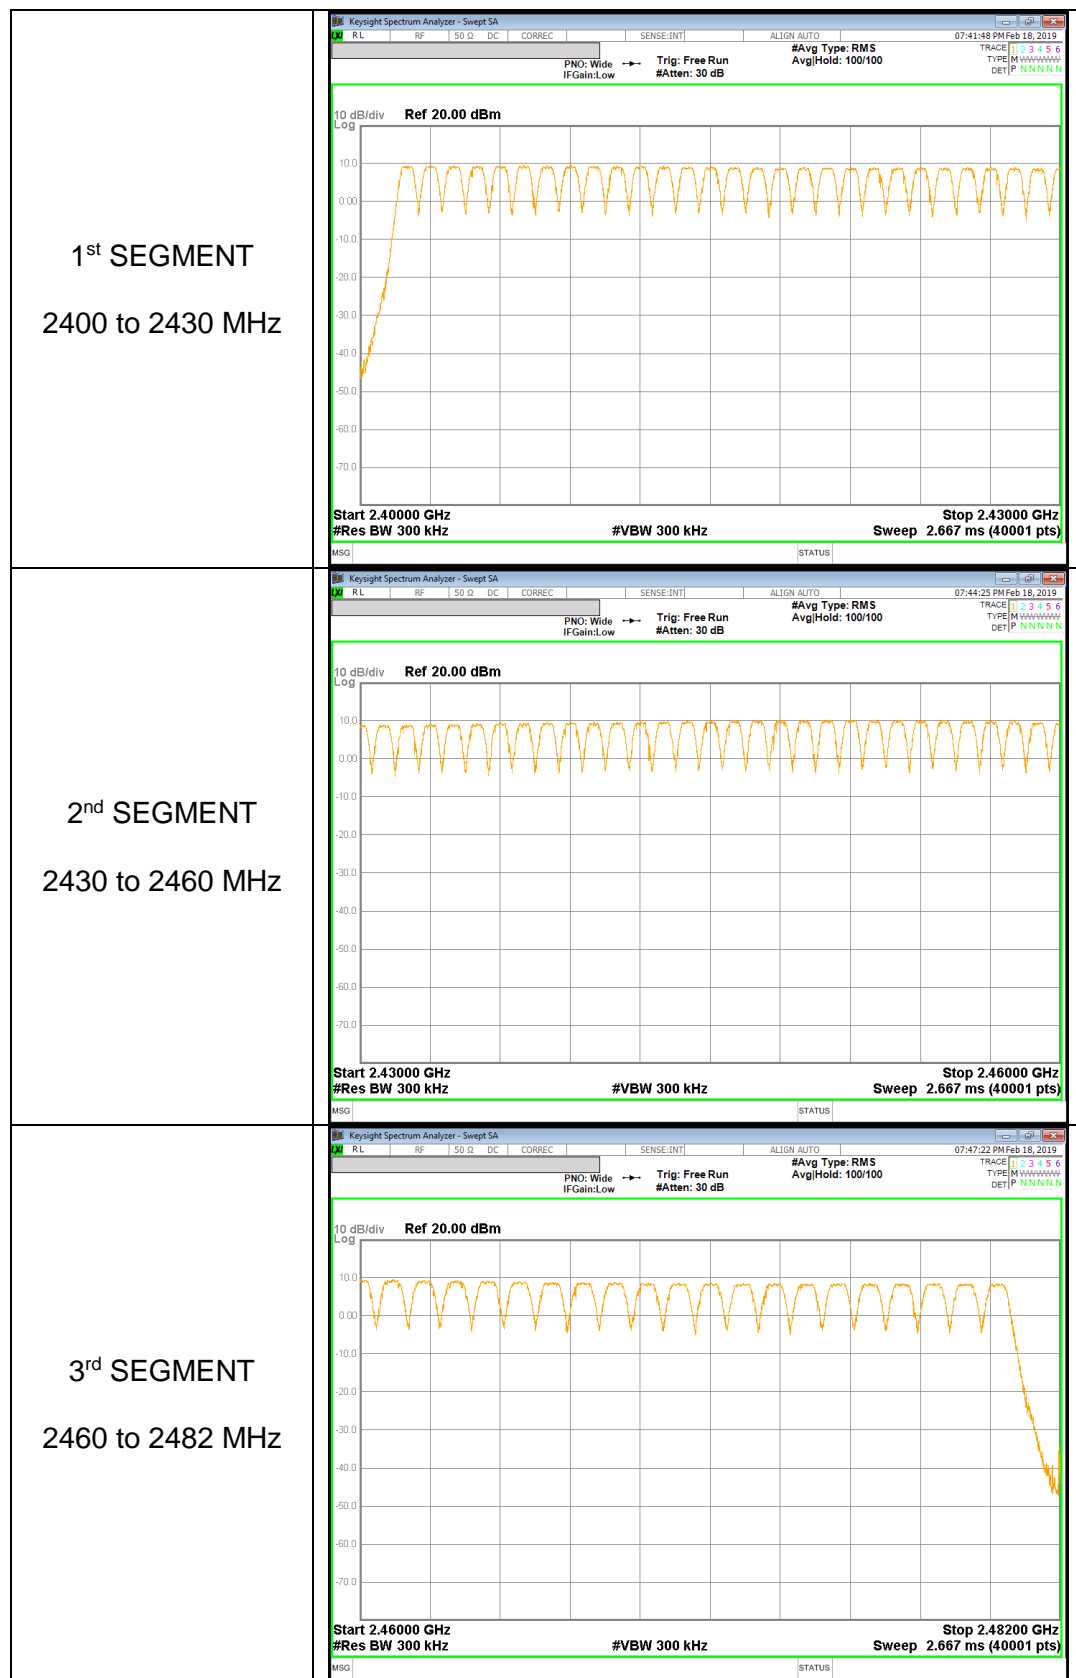 1st SEGMENT
2400 to 2430 MHz
Keysight Spectrum Analyzer - Swept SA
LXI RL RF 50 Ω DC CORREC SENSE:INT ALIGN AUTO 07:41:48 PM Feb 18, 2019
#Avg Type: RMS TRACE 1 2 3 4 5 6
PNO: Wide Trig: Free Run Avg|Hold: 100/100 TYPE M WWWWW
IFGain:Low #Atten: 30 dB DET P N N N N N
10 dB/div Ref 20.00 dBm
Log
10.0
0.00
-10.0
-20.0
-30.0
-40.0
-50.0
-60.0
-70.0
Start 2.40000 GHz Stop 2.43000 GHz
#Res BW 300 kHz #VBW 300 kHz Sweep 2.667 ms (40001 pts)
MSG STATUS
2nd SEGMENT
2430 to 2460 MHz
Keysight Spectrum Analyzer - Swept SA
LXI RL RF 50 Ω DC CORREC SENSE:INT ALIGN AUTO 07:44:25 PM Feb 18, 2019
#Avg Type: RMS TRACE 1 2 3 4 5 6
PNO: Wide Trig: Free Run Avg|Hold: 100/100 TYPE M WWWWW
IFGain:Low #Atten: 30 dB DET P N N N N N
10 dB/div Ref 20.00 dBm
Log
10.0
0.00
-10.0
-20.0
-30.0
-40.0
-50.0
-60.0
-70.0
Start 2.43000 GHz Stop 2.46000 GHz
#Res BW 300 kHz #VBW 300 kHz Sweep 2.667 ms (40001 pts)
MSG STATUS
3rd SEGMENT
2460 to 2482 MHz
Keysight Spectrum Analyzer - Swept SA
LXI RL RF 50 Ω DC CORREC SENSE:INT ALIGN AUTO 07:47:22 PM Feb 18, 2019
#Avg Type: RMS TRACE 1 2 3 4 5 6
PNO: Wide Trig: Free Run Avg|Hold: 100/100 TYPE M WWWWW
IFGain:Low #Atten: 30 dB DET P N N N N N
10 dB/div Ref 20.00 dBm
Log
10.0
0.00
-10.0
-20.0
-30.0
-40.0
-50.0
-60.0
-70.0
Start 2.46000 GHz Stop 2.48200 GHz
#Res BW 300 kHz #VBW 300 kHz Sweep 2.667 ms (40001 pts)
MSG STATUS